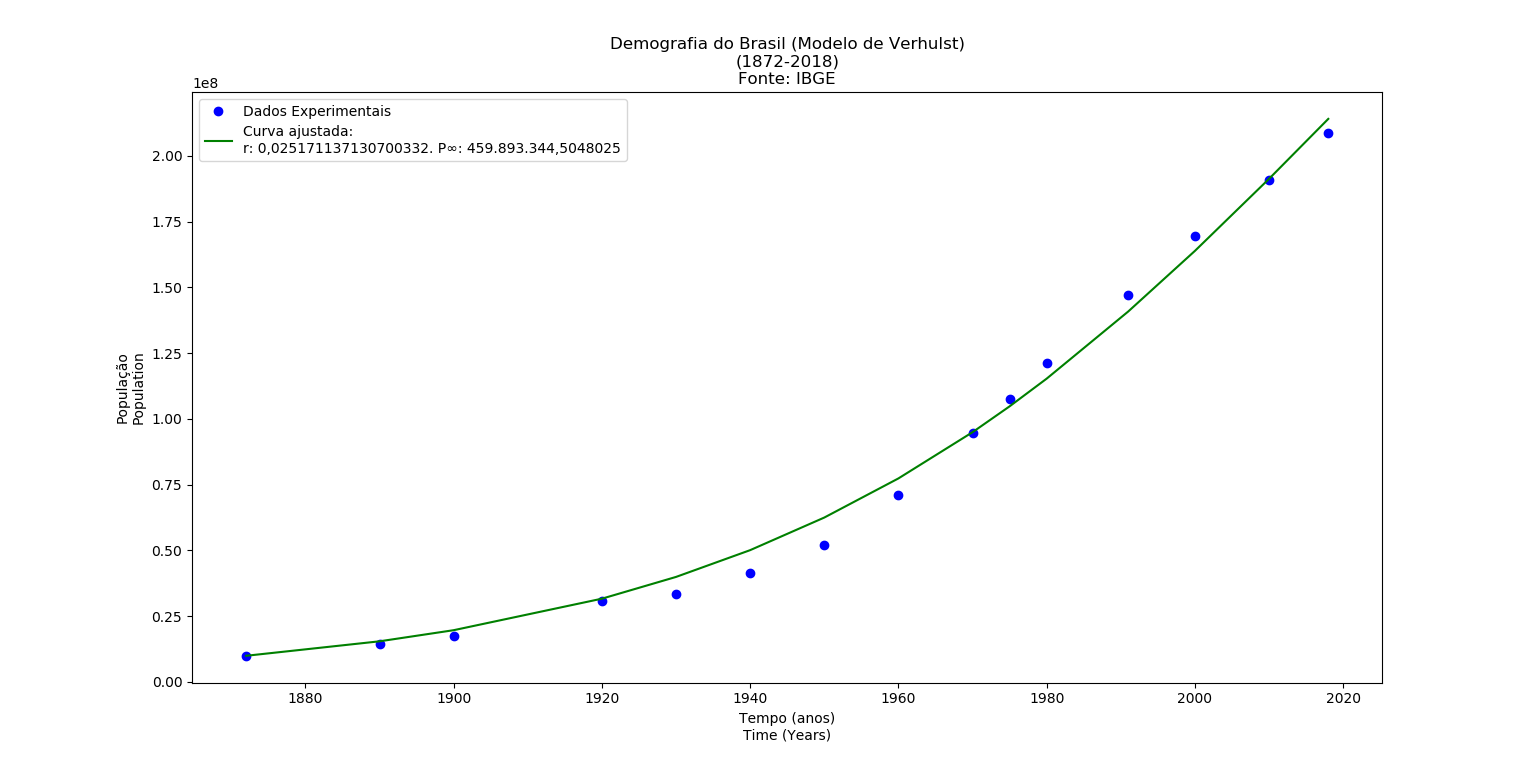 Demografia do Brasil (Modelo de Verhulst)
(1872-2018)
Fonte: IBGE
1e8
Dados Experimentais
Curva ajustada:
r: 0,025171137130700332. P∞: 459.893.344,5048025
2.00
1.75
1.50
1.25
1.00
0.75
0.50
0.25
0.00
População
Population
1880 1900 1920 1940 1960 1980 2000 2020
Tempo (anos)
Time (Years)